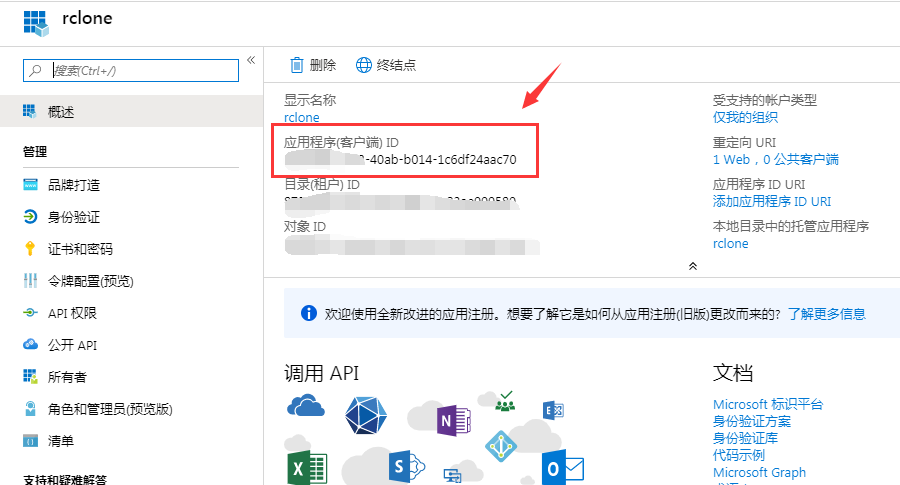 rclone
搜索(Ctrl+/)
«
概述
管理
品牌打造
身份验证
证书和密码
令牌配置(预览)
API 权限
公开 API
所有者
角色和管理员(预览版)
清单
支持和疑难解答
删除
终结点
显示名称
rclone
应用程序(客户端) ID
-40ab-b014-1c6df24aac70
目录(租户) ID
对象 ID
受支持的帐户类型
仅我的组织
重定向 URI
1 Web，0 公共客户端
应用程序 ID URI
添加应用程序 ID URI
本地目录中的托管应用程序
rclone
欢迎使用全新改进的应用注册。想要了解它是如何从应用注册(旧版)更改而来的? 了解更多信息
调用 API
N
E
X
S
O
文档
Microsoft 标识平台
身份验证方案
身份验证库
代码示例
Microsoft Graph